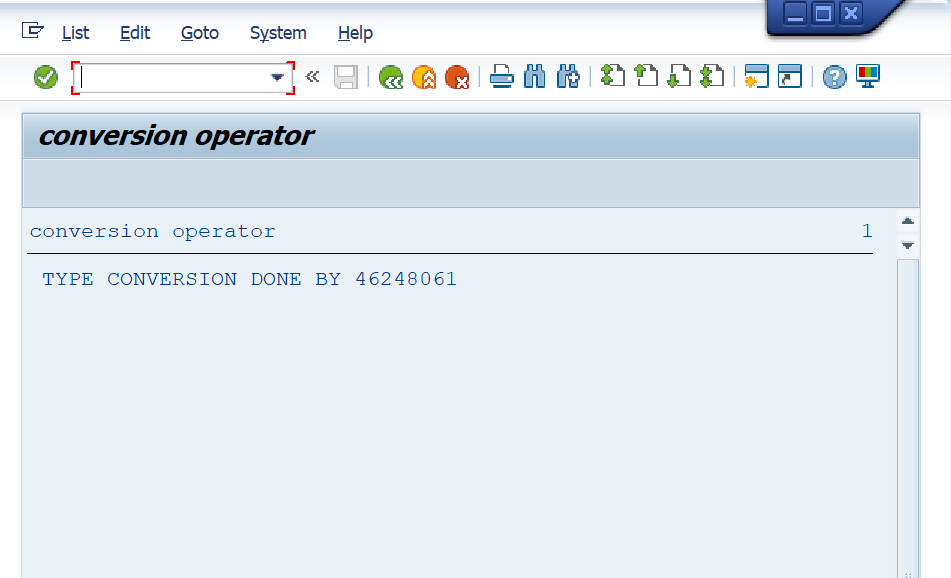 List Edit Goto System Help
conversion operator
conversion operator 1
TYPE CONVERSION DONE BY 46248061